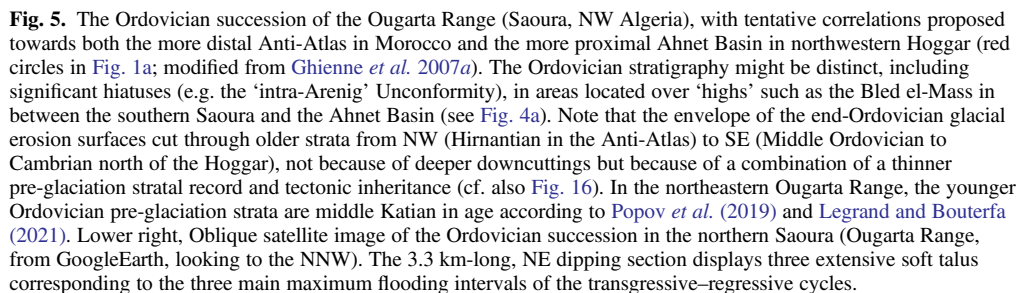 Fig. 5. The Ordovician succession of the Ougarta Range (Saoura, NW Algeria), with tentative correlations proposed
towards both the more distal Anti-Atlas in Morocco and the more proximal Ahnet Basin in northwestern Hoggar (red
circles in Fig. 1a; modified from Ghienne et al. 2007a). The Ordovician stratigraphy might be distinct, including
significant hiatuses (e.g. the ‘intra-Arenig’ Unconformity), in areas located over ‘highs’ such as the Bled el-Mass in
between the southern Saoura and the Ahnet Basin (see Fig. 4a). Note that the envelope of the end-Ordovician glacial
erosion surfaces cut through older strata from NW (Hirnantian in the Anti-Atlas) to SE (Middle Ordovician to
Cambrian north of the Hoggar), not because of deeper downcuttings but because of a combination of a thinner
pre-glaciation stratal record and tectonic inheritance (cf. also Fig. 16). In the northeastern Ougarta Range, the younger
Ordovician pre-glaciation strata are middle Katian in age according to Popov et al. (2019) and Legrand and Bouterfa
(2021). Lower right, Oblique satellite image of the Ordovician succession in the northern Saoura (Ougarta Range,
from GoogleEarth, looking to the NNW). The 3.3 km-long, NE dipping section displays three extensive soft talus
corresponding to the three main maximum flooding intervals of the transgressive–regressive cycles.